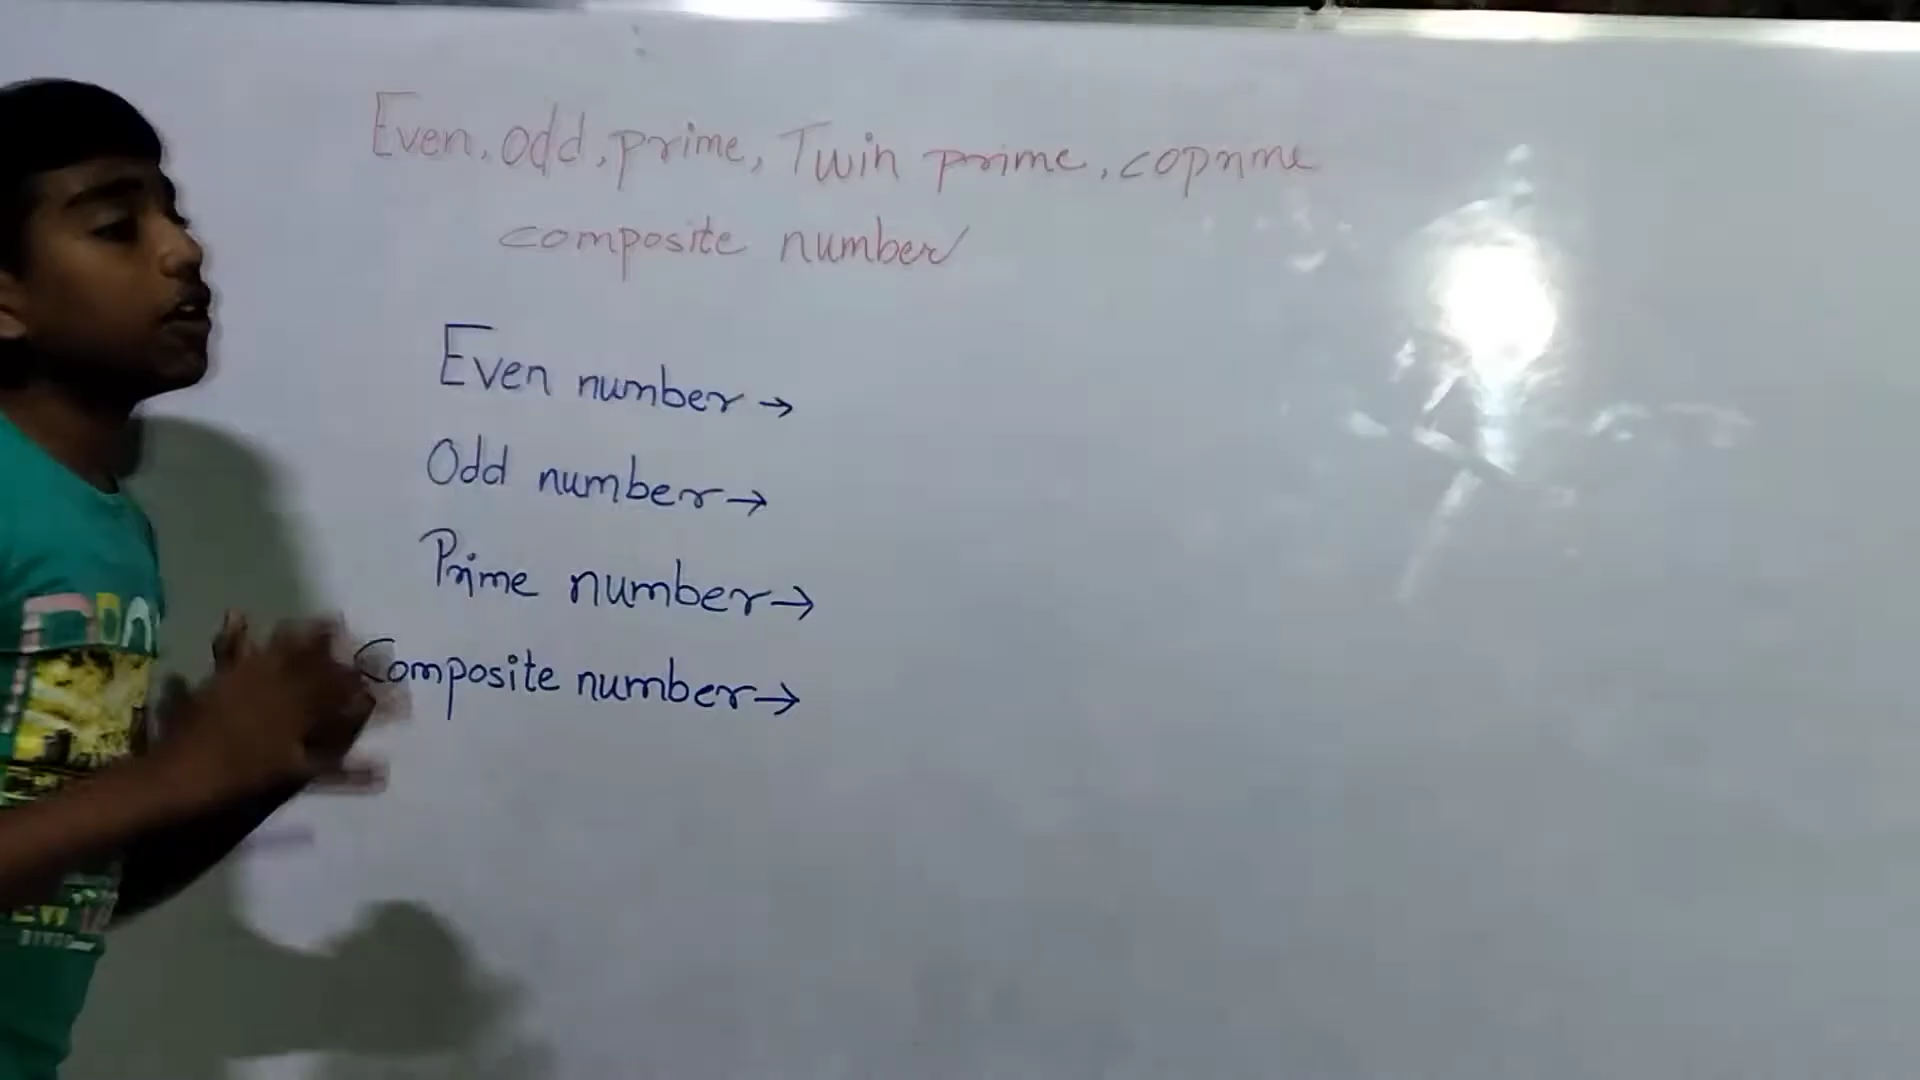 Even, odd, prime, Twin prime, coprime
composite number
Even number →
Odd number →
Prime number →
Composite number →